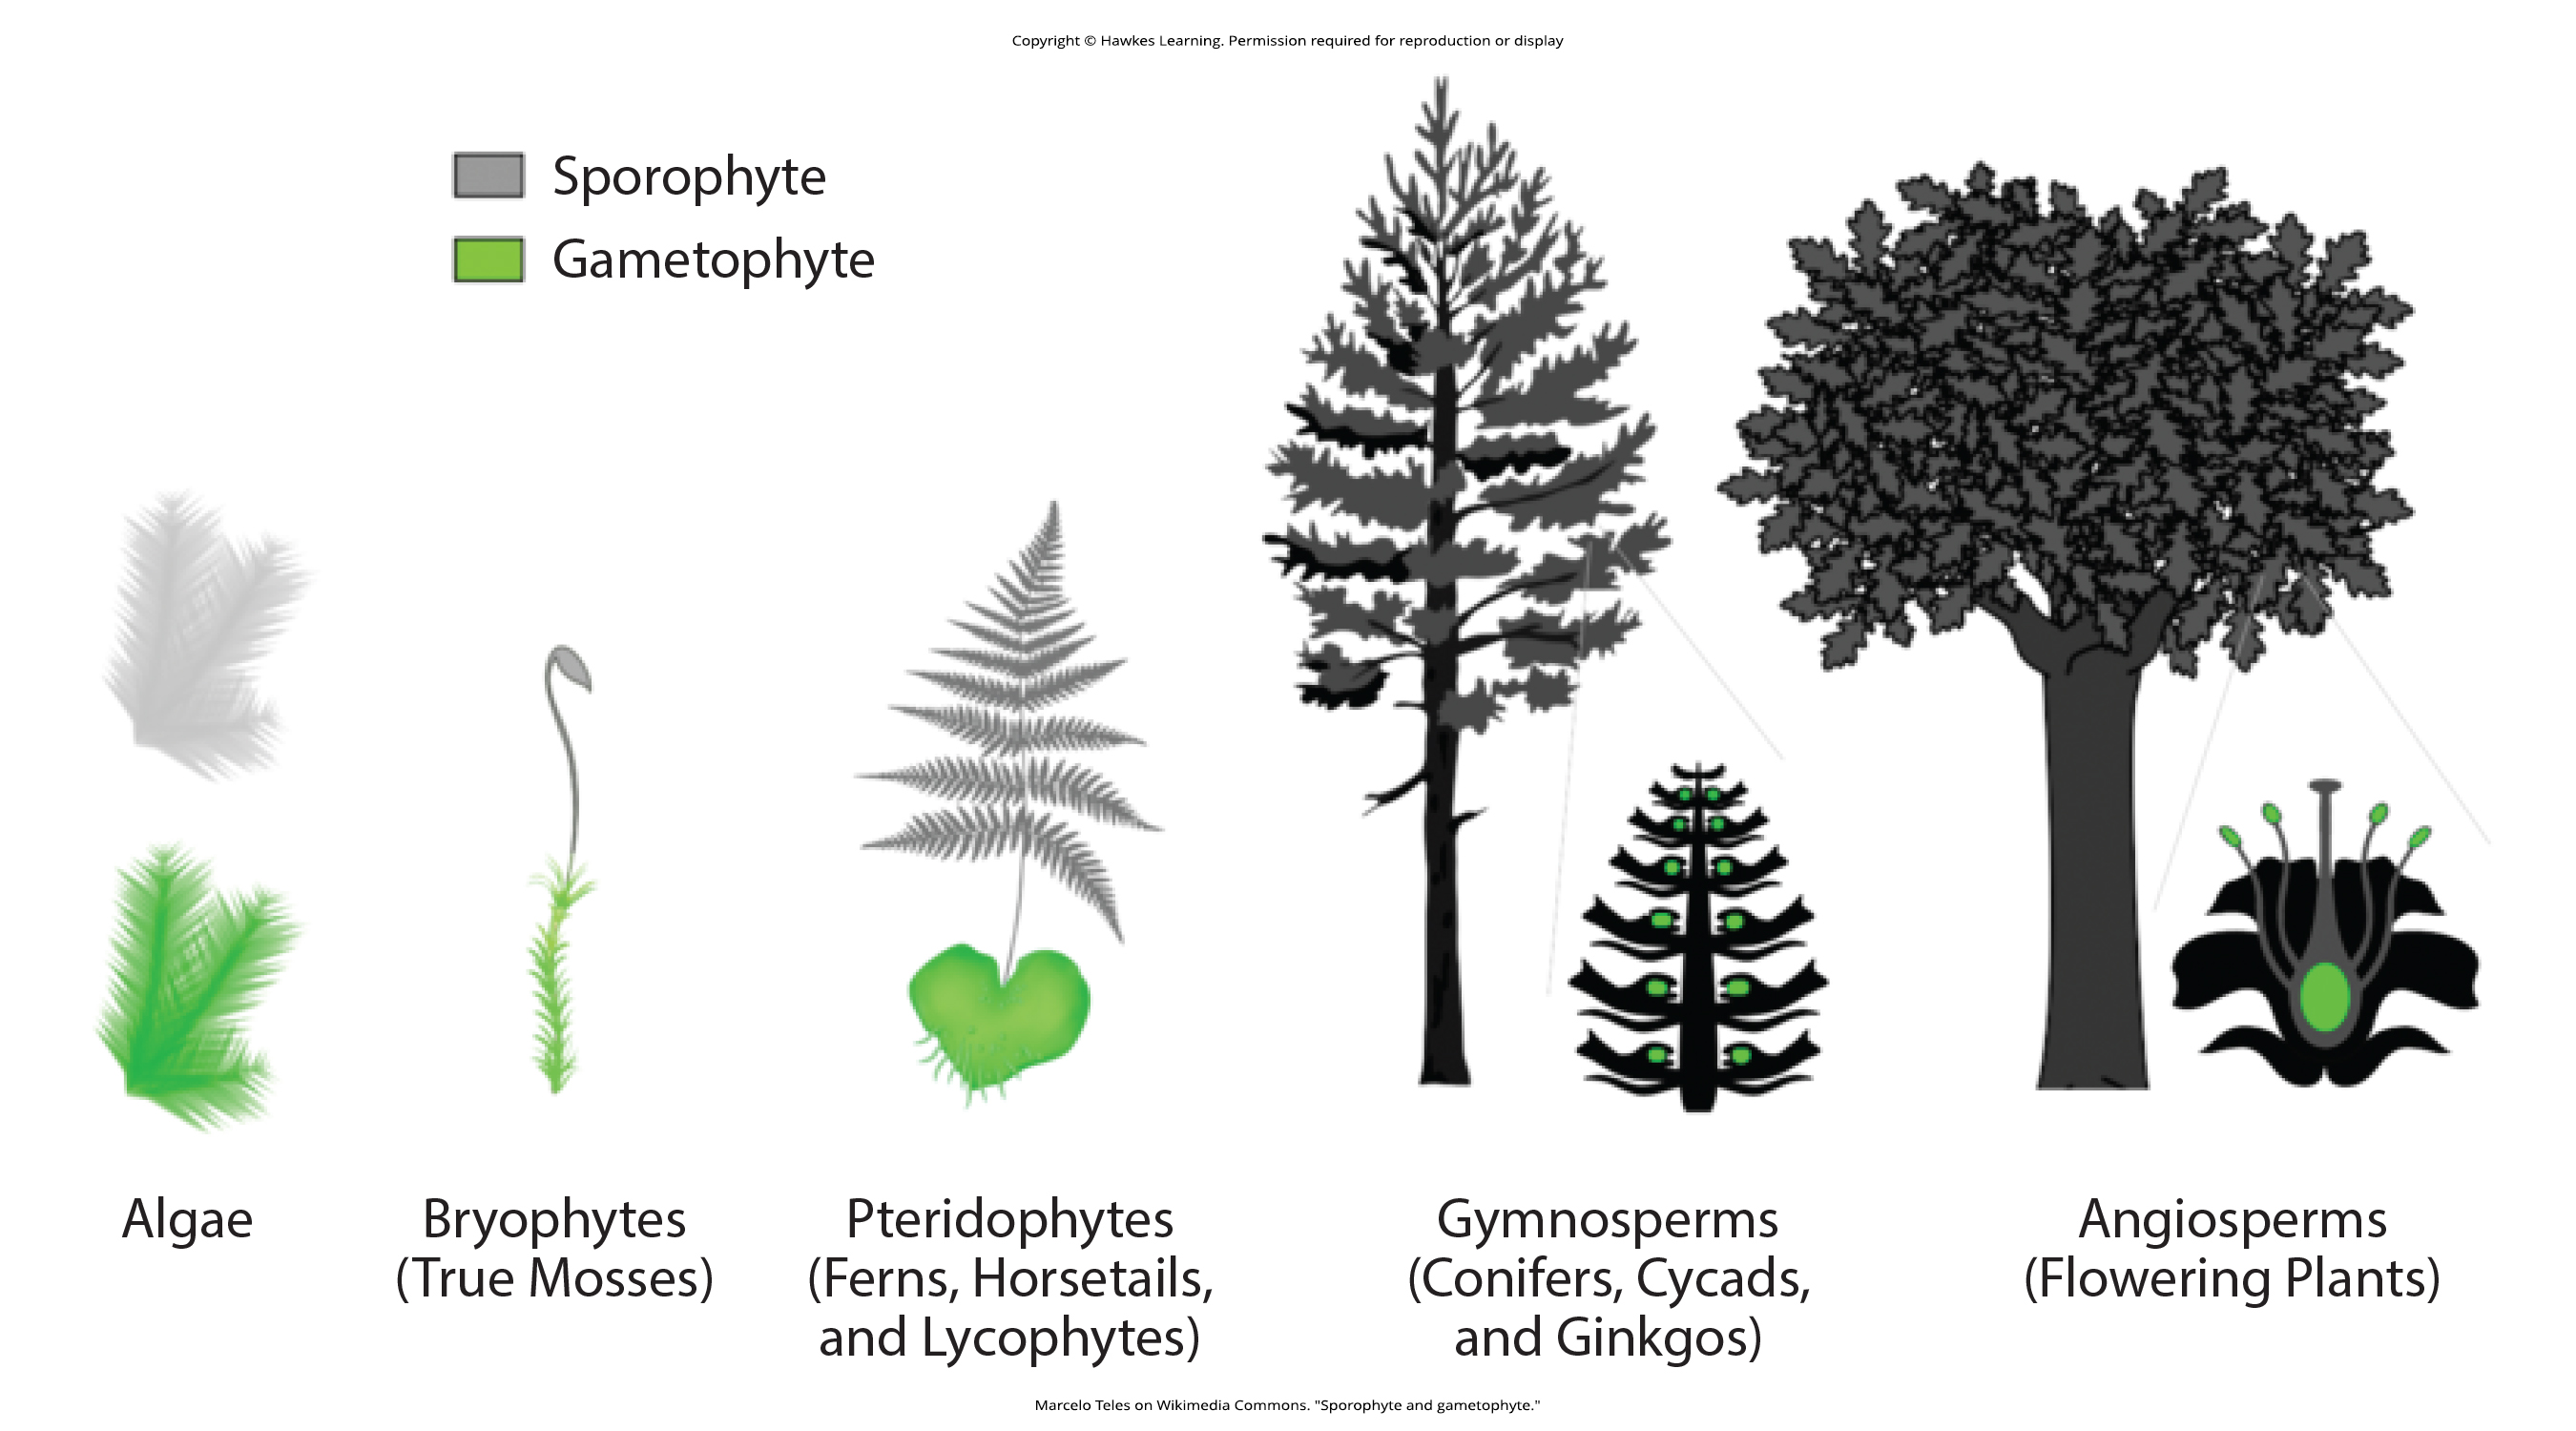 Copyright © Hawkes Learning. Permission required for reproduction or display
Sporophyte
Gametophyte
Algae
Bryophytes
(True Mosses)
Pteridophytes
(Ferns, Horsetails,
and Lycophytes)
Gymnosperms
(Conifers, Cycads,
and Ginkgos)
Angiosperms
(Flowering Plants)
Marcelo Teles on Wikimedia Commons. "Sporophyte and gametophyte."